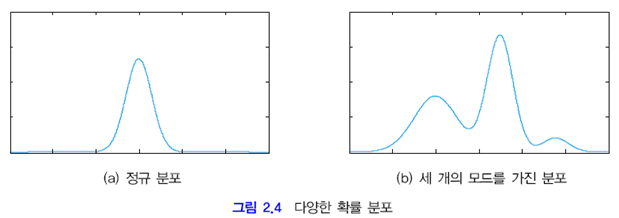 (a) 정규 분포
(b) 세 개의 모드를 가진 분포
그림 2.4 다양한 확률 분포